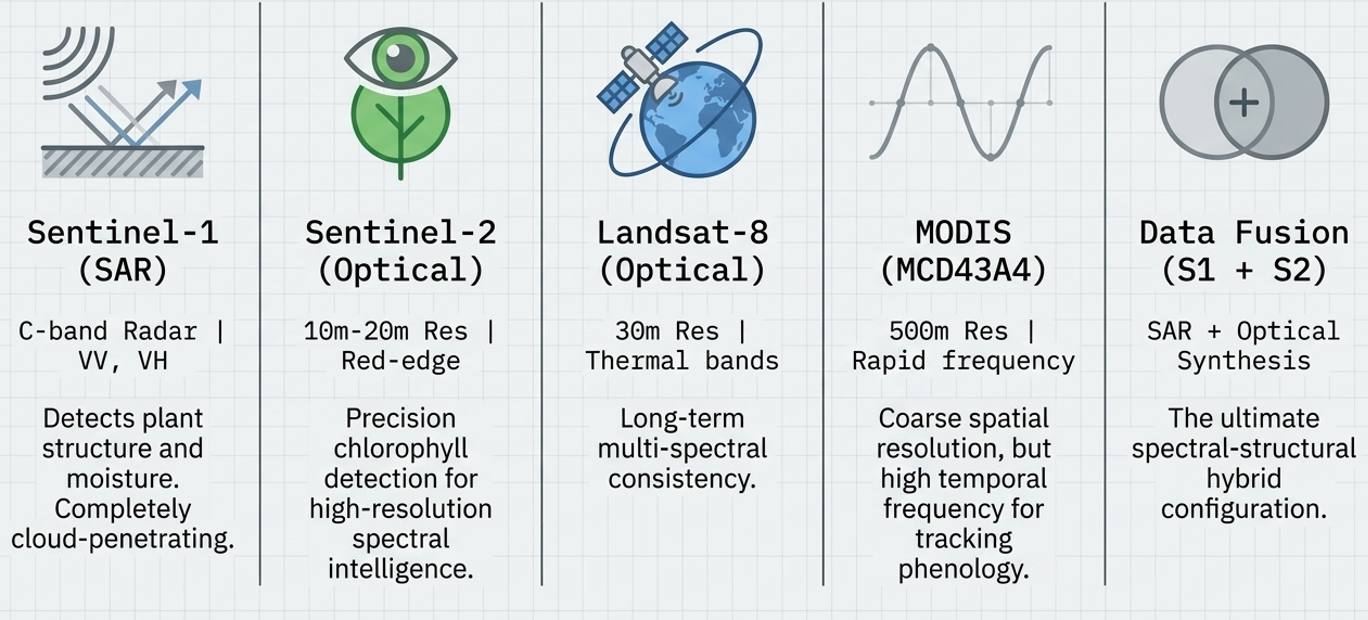 Sentinel-1
(SAR)
C-band Radar |
VV, VH
Detects plant
structure and
moisture.
Completely
cloud-penetrating.
Sentinel-2
(Optical)
10m-20m Res |
Red-edge
Precision
chlorophyll
detection for
high-resolution
spectral
intelligence.
Landsat-8
(Optical)
30m Res |
Thermal bands
Long-term
multi-spectral
consistency.
MODIS
(MCD43A4)
500m Res |
Rapid frequency
Coarse spatial
resolution, but
high temporal
frequency for
tracking
phenology.
Data Fusion
(S1 + S2)
SAR + Optical
Synthesis
The ultimate
spectral-structural
hybrid
configuration.